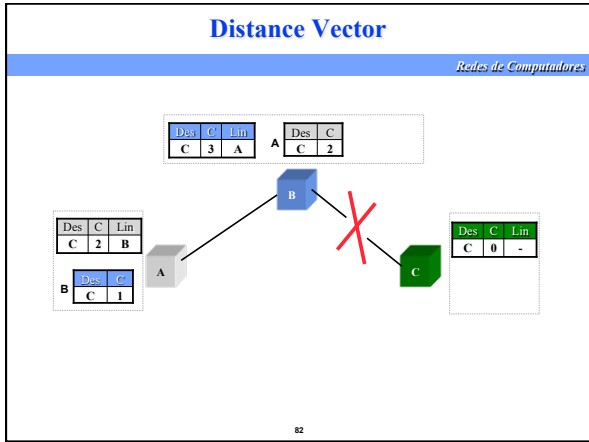 Distance Vector
Redes de Computadores
Des C Lin
C 3 A
A
Des C
C 2
B
Des C Lin
C 2 B
A
B
Des C
C 1
C
Des C Lin
C 0 -
82